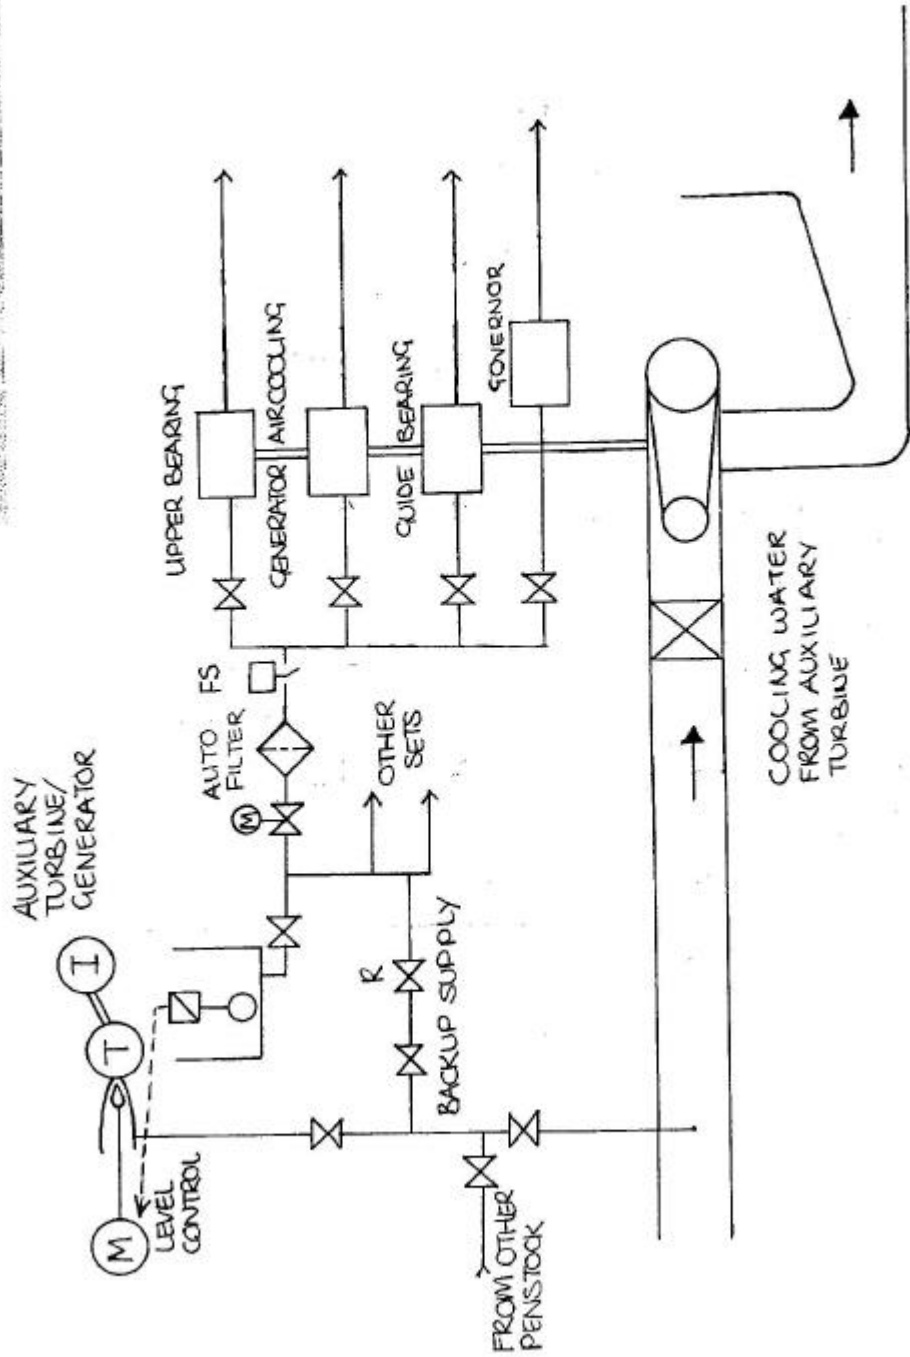 AUXILIARY
TURBINE/
GENERATOR
I
T
M
LEVEL
CONTROL
AUTO
FILTER
FS
M
OTHER
SETS
R
BACKUP SUPPLY
FROM OTHER
PENSTOCK
UPPER BEARING
GENERATOR AIRCOOLING
GUIDE BEARING
GOVERNOR
COOLING WATER
FROM AUXILIARY
TURBINE